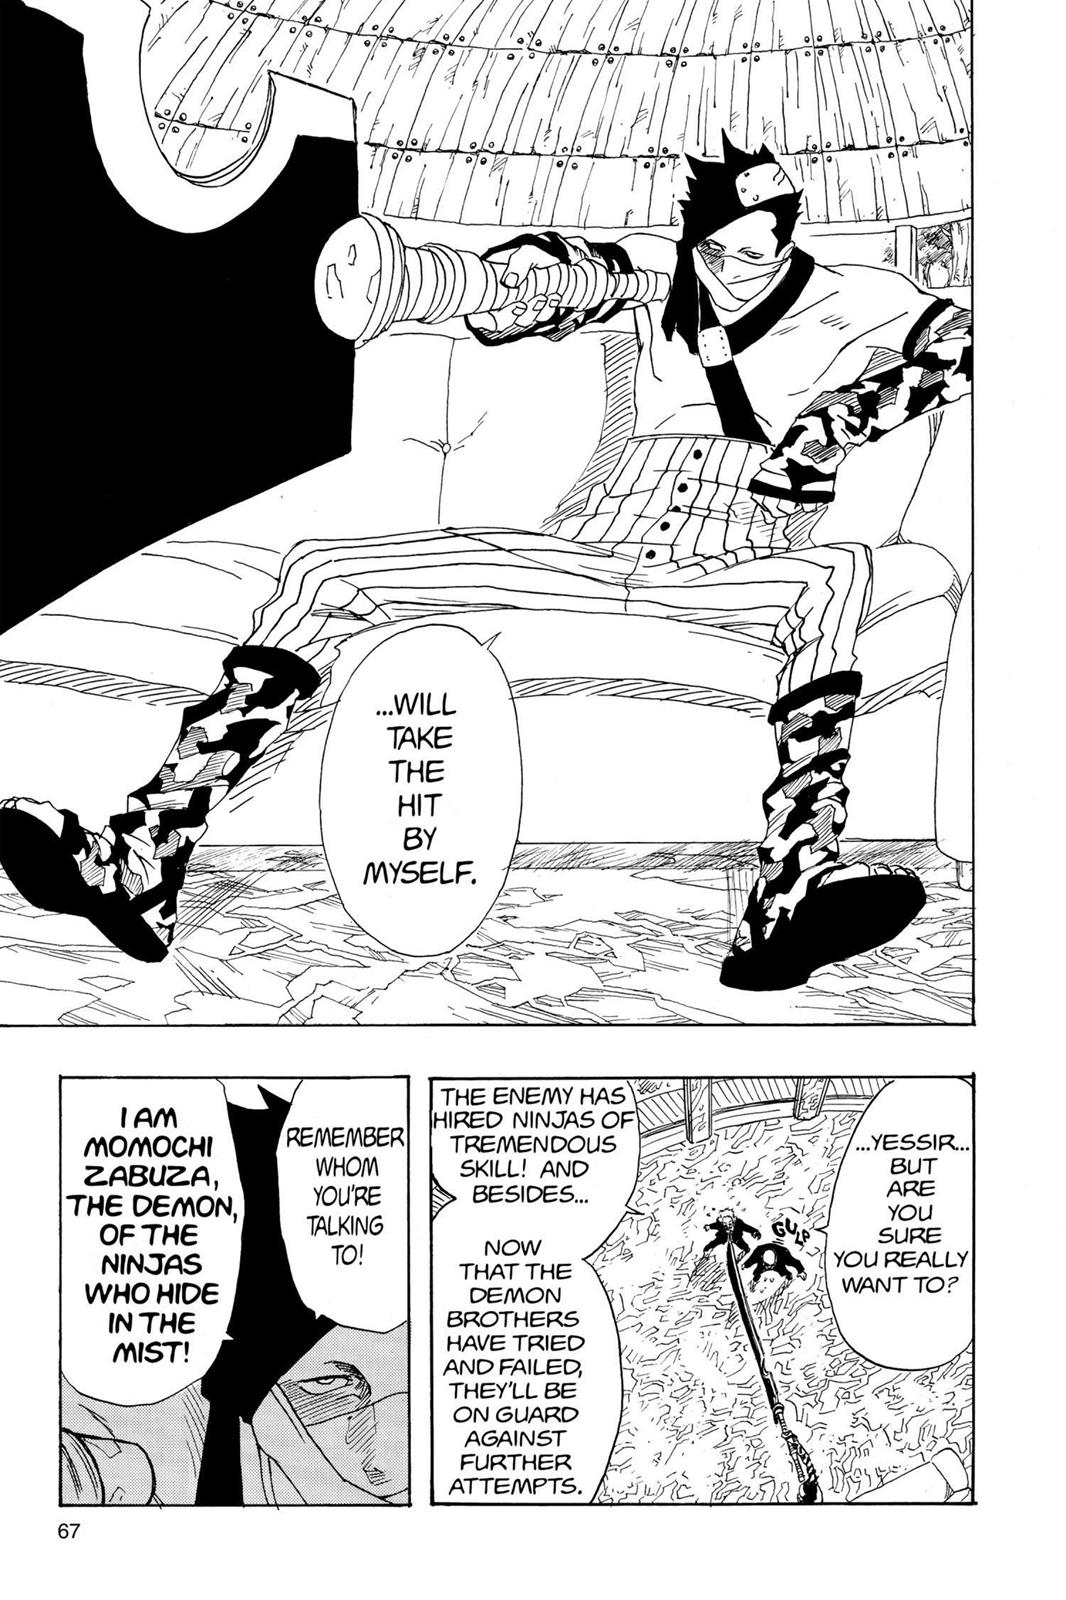 ...WILL
TAKE
THE
HIT
BY
MYSELF.
...YESSIR...
BUT
ARE
YOU
SURE
YOU REALLY
WANT TO?
GULP
THE ENEMY HAS
HIRED NINJAS OF
TREMENDOUS
SKILL! AND
BESIDES...
NOW
THAT THE
DEMON
BROTHERS
HAVE TRIED
AND FAILED,
THEY'LL BE
ON GUARD
AGAINST
FURTHER
ATTEMPTS.
REMEMBER
WHOM
YOU'RE
TALKING
TO!
I AM
MOMOCHI
ZABUZA,
THE DEMON,
OF THE
NINJAS
WHO HIDE
IN THE
MIST!
67